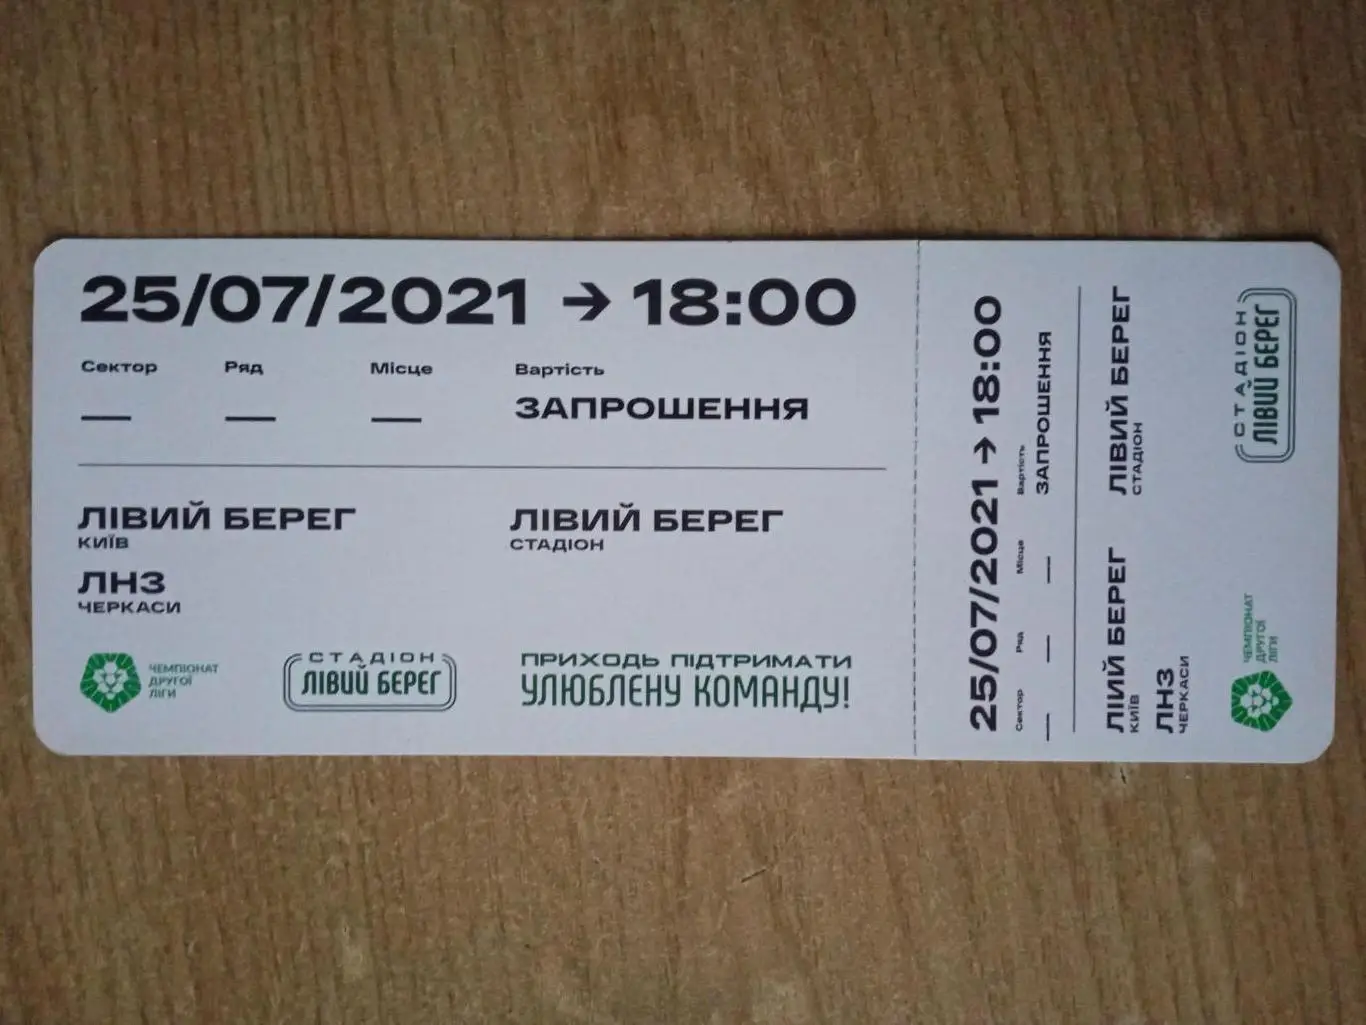 25/07/2021 → 18:00
Сектор Ряд Місце Вартість
— — — ЗАПРОШЕННЯ
ЛІВИЙ БЕРЕГ
КИЇВ
ЛНЗ
ЧЕРКАСИ
ЛІВИЙ БЕРЕГ
СТАДІОН
ЧЕМПІОНАТ
ДРУГОЇ
ЛІГИ
СТАДІОН
ЛІВИЙ БЕРЕГ
ПРИХОДЬ ПІДТРИМАТИ
УЛЮБЛЕНУ КОМАНДУ!
25/07/2021 → 18:00
Сектор Ряд Місце Вартість
— — — ЗАПРОШЕННЯ
ЛІИЙ БЕРЕГ
КИЇВ
ЛНЗ
ЧЕРКАСИ
ЛІВИЙ БЕРЕГ
СТАДІОН
ЧЕМПІОНАТ
ДРУГОЇ
ЛІГИ
СТАДІОН
ЛІВИЙ БЕРЕГ